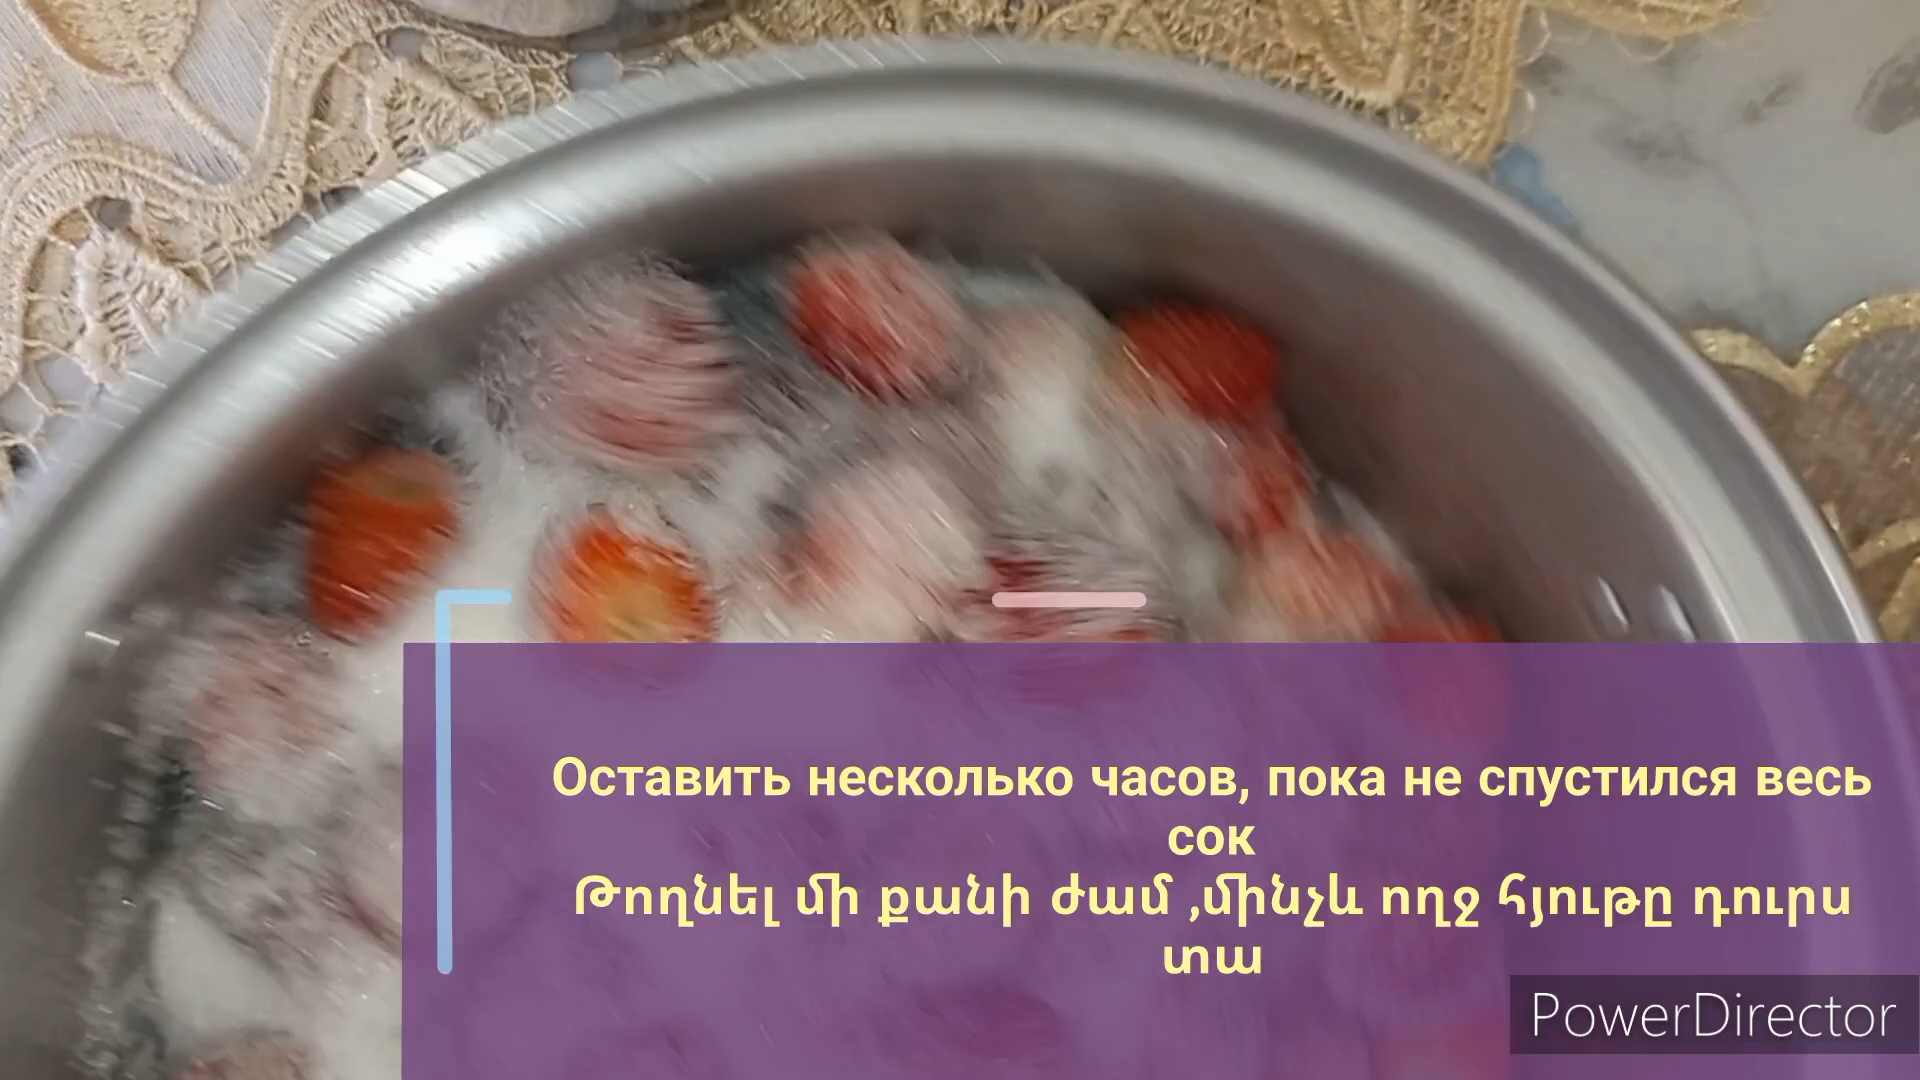 Оставить несколько часов, пока не спустился весь
сок
Թողնել մի քանի ժամ ,մինչև ողջ հյութը դուրս
տա
PowerDirector